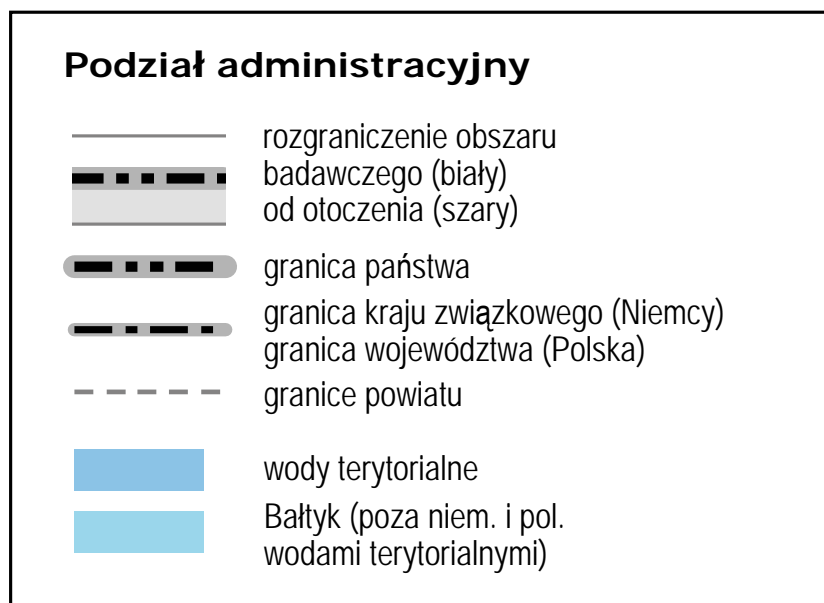 Podział administracyjny
rozgraniczenie obszaru
badawczego (biały)
od otoczenia (szary)
granica państwa
granica kraju związkowego (Niemcy)
granica województwa (Polska)
granice powiatu
wody terytorialne
Bałtyk (poza niem. i pol.
wodami terytorialnymi)